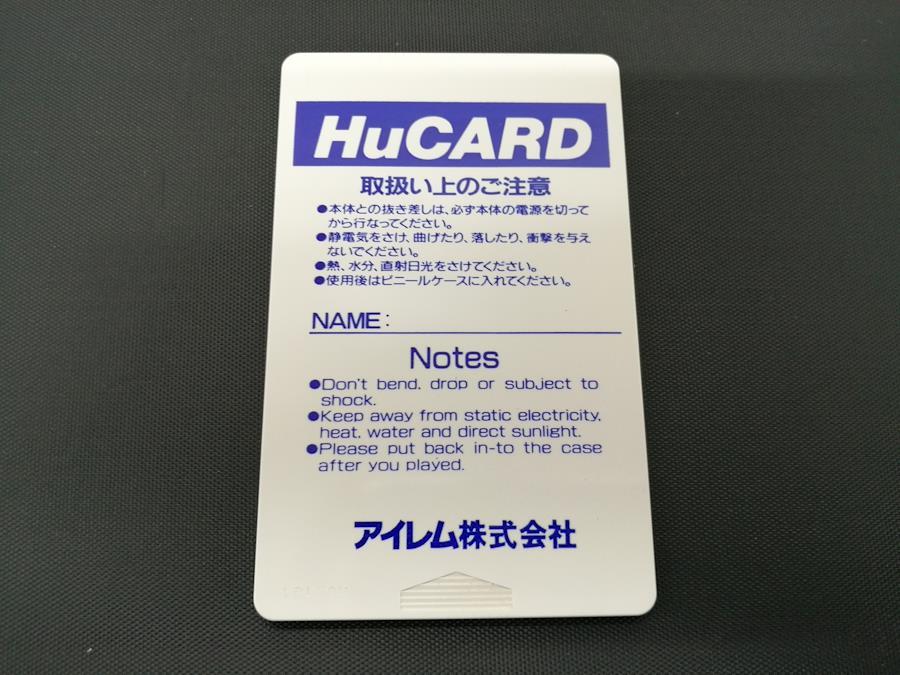 HuCARD
取扱い上のご注意
●本体との抜き差しは、必ず本体の電源を切って
から行なってください。
●静電気をさけ、曲げたり、落したり、衝撃を与え
ないでください。
●熱、水分、直射日光をさけてください。
●使用後はビニールケースに入れてください。
NAME:
Notes
●Don't bend, drop or subject to
shock.
●Keep away from static electricity,
heat, water and direct sunlight.
●Please put back in-to the case
after you played.
アイレム株式会社